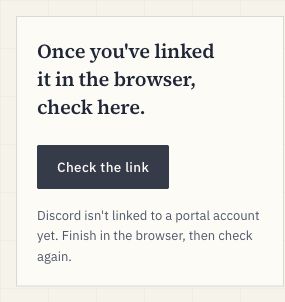 Once you've linked
it in the browser,
check here.
Check the link
Discord isn't linked to a portal account
yet. Finish in the browser, then check
again.